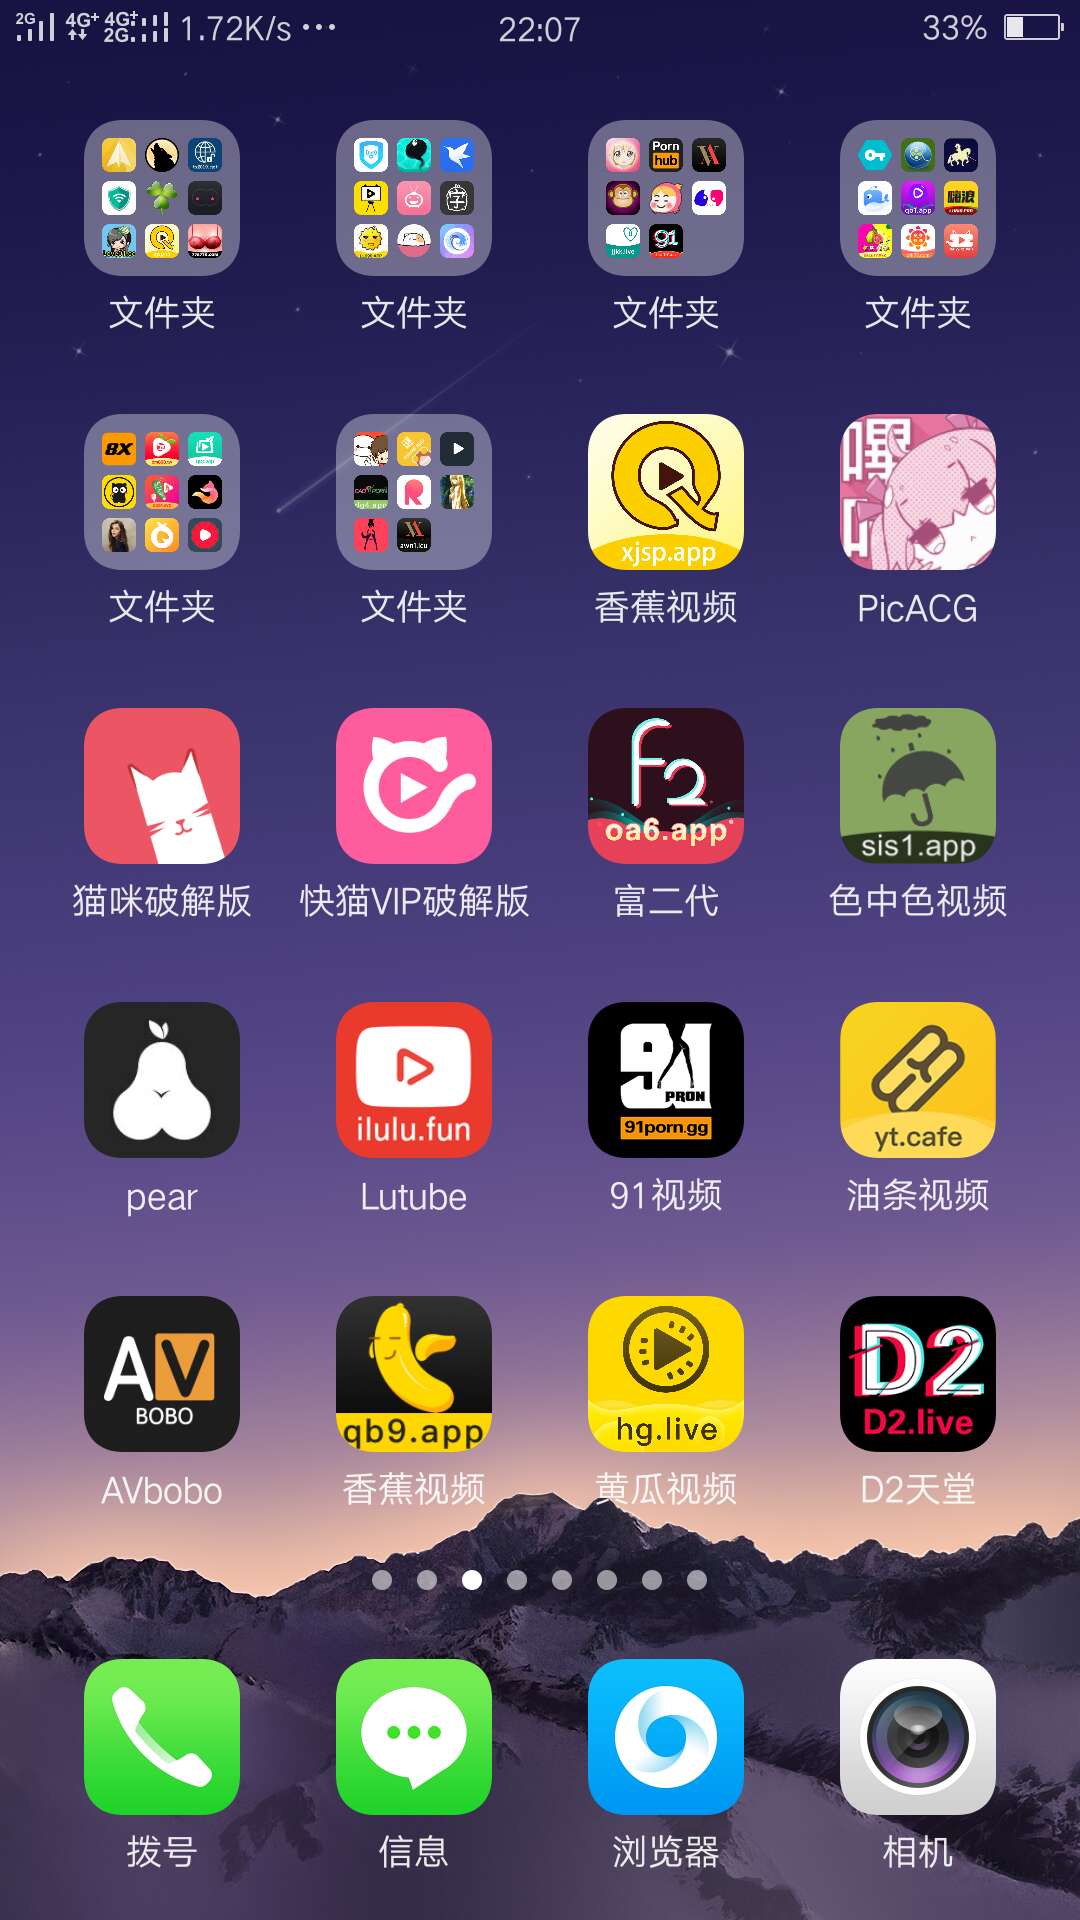 2G 4G+ 4G+ 2G 1.72K/s ... 22:07 33%
Porn
hub
91
qb1.app
嗨浪
文件夹 文件夹 文件夹 文件夹
8X
xjsp.app
嗶
文件夹 文件夹 香蕉视频 PicACG
f2
oa6.app
sis1.app
猫咪破解版 快猫VIP破解版 富二代 色中色视频
91
PRON
ilulu.fun
91porn.gg
yt.cafe
pear Lutube 91视频 油条视频
AV
BOBO
qb9.app
hg.live
D2
D2.live
AVbobo 香蕉视频 黄瓜视频 D2天堂
拨号 信息 浏览器 相机